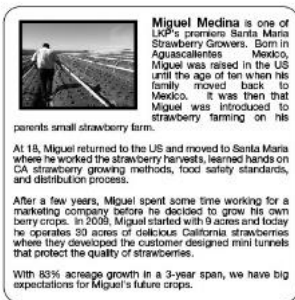 Miguel Medina is one of
LKP's premiere Santa Maria
Strawberry Growers. Born in
Aguascalientes Mexico,
Miguel was raised in the US
until the age of ten when his
family moved back to
Mexico. It was then that
Miguel was introduced to
strawberry farming on his
parents small strawberry farm.
At 18, Miguel returned to the US and moved to Santa Maria
where he worked the strawberry harvests, learned hands on
CA strawberry growing methods, food safety standards,
and distribution process.
After a few years, Miguel spent some time working for a
marketing company before he decided to grow his own
berry crops. In 2009, Miguel started with 9 acres and today
he operates 30 acres of delicious California strawberries
where they developed the customer designed mini tunnels
that protect the quality of strawberries.
With 83% acreage growth in a 3-year span, we have big
expectations for Miguel's future crops.